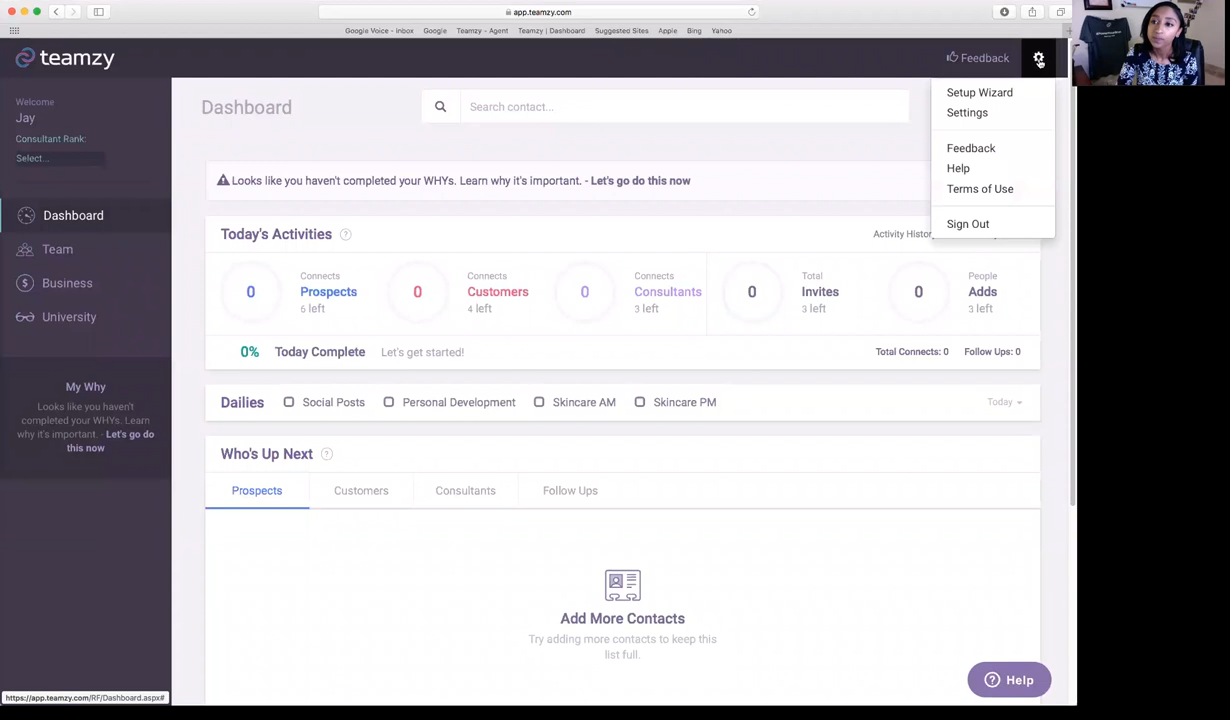 app.teamzy.com
Google Voice - Inbox
Google
Teamzy - Agent
Teamzy | Dashboard
Suggested Sites
Apple
Bing
Yahoo
teamzy
Feedback
Setup Wizard
Settings
Feedback
Help
Terms of Use
Sign Out
Welcome
Jay
Consultant Rank:
Select...
Dashboard
Team
Business
University
My Why
Looks like you haven't
completed your WHYs. Learn
why it's important. - Let's go do
this now
Dashboard
Search contact...
Looks like you haven't completed your WHYs. Learn why it's important. - Let's go do this now
Today's Activities
Activity History
0
Connects
Prospects
6 left
0
Connects
Customers
4 left
0
Connects
Consultants
3 left
0
Total
Invites
3 left
0
People
Adds
3 left
0% Today Complete Let's get started!
Total Connects: 0 Follow Ups: 0
Dailies
Social Posts
Personal Development
Skincare AM
Skincare PM
Today
Who's Up Next
Prospects
Customers
Consultants
Follow Ups
Add More Contacts
Try adding more contacts to keep this
list full.
Help
https://app.teamzy.com/RF/Dashboard.aspx#